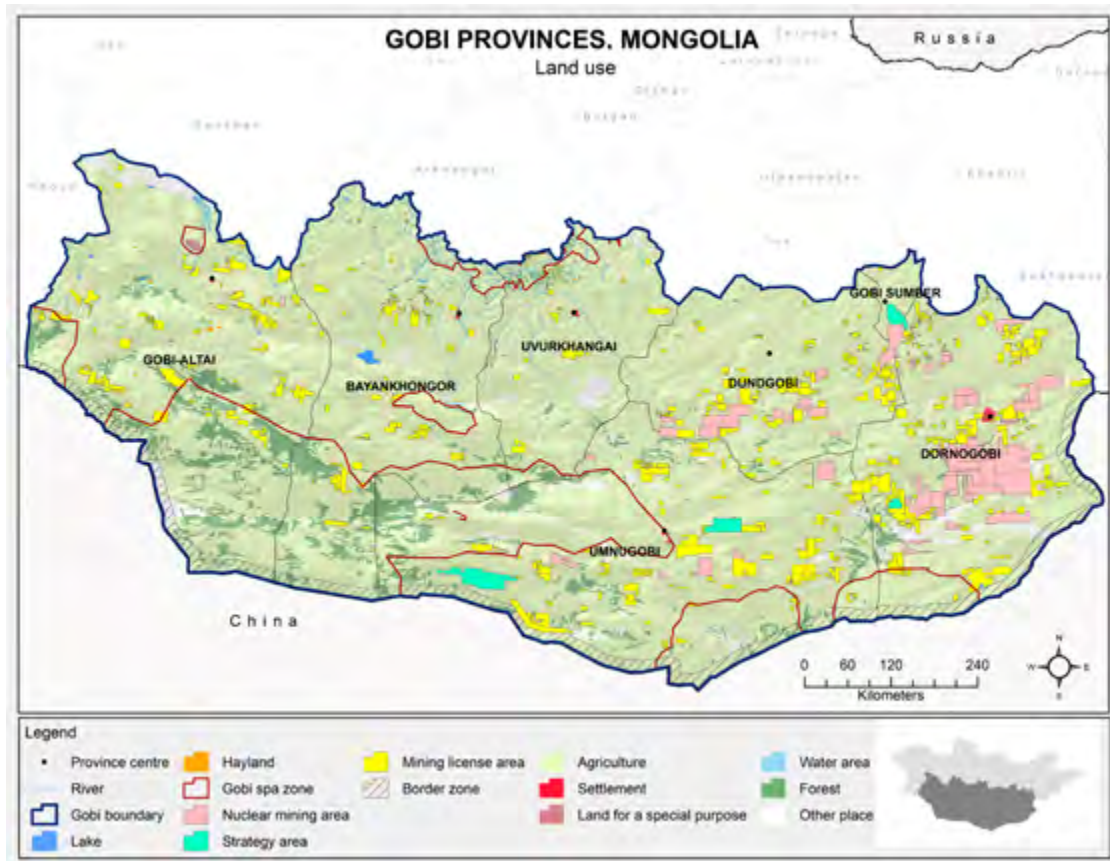 GOBI PROVINCES. MONGOLIA
Land use
Russia
GOBI SUMBER
UVURKHANGAI
GOBI-ALTAI
BAYANKHONGOR
DUNDGOBI
DORNOGOBI
UMNUGOBI
China
N
W E
S
0 60 120 240
Kilometers
Legend
Province centre
River
Gobi boundary
Lake
Hayland
Gobi spa zone
Nuclear mining area
Strategy area
Mining license area
Border zone
Agriculture
Settlement
Land for a special purpose
Water area
Forest
Other place